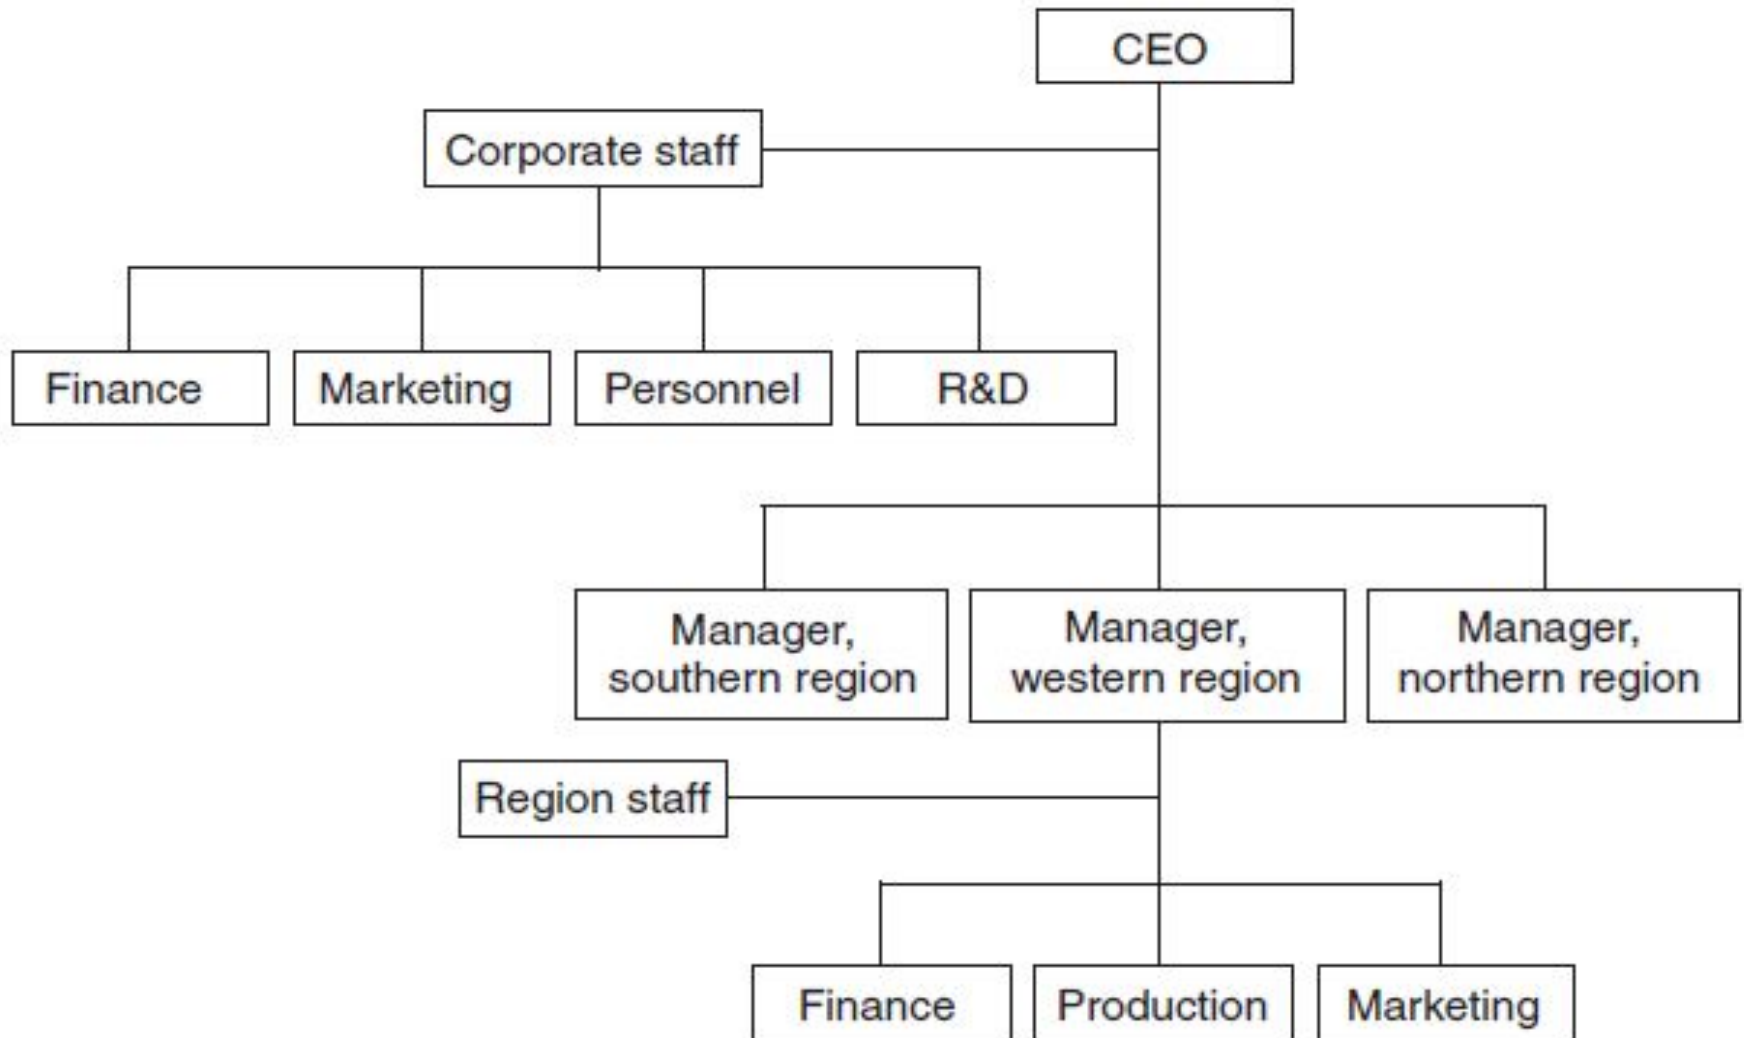 CEO
Corporate staff
Finance
Marketing
Personnel
R&D
Manager,
southern region
Manager,
western region
Manager,
northern region
Region staff
Finance
Production
Marketing